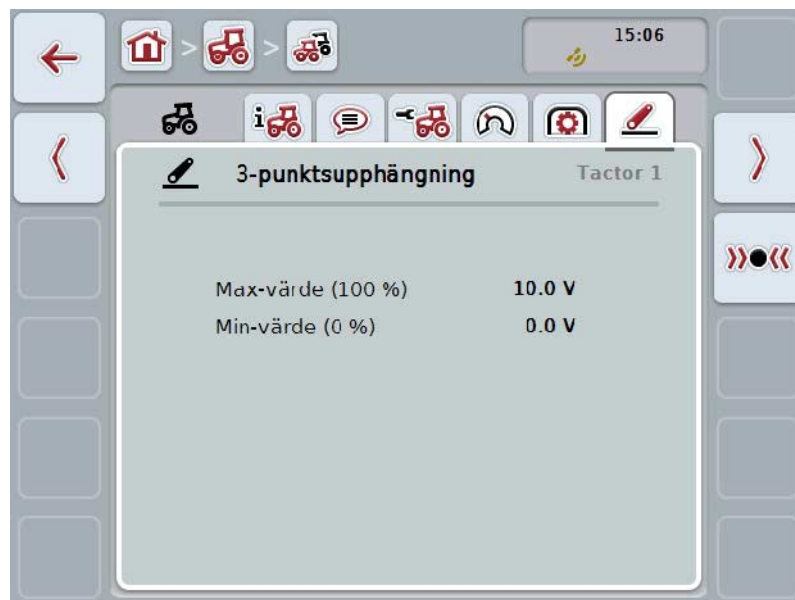 15:06
3-punktsupphängning Tactor 1
Max-värde (100 %) 10.0 V
Min-värde (0 %) 0.0 V